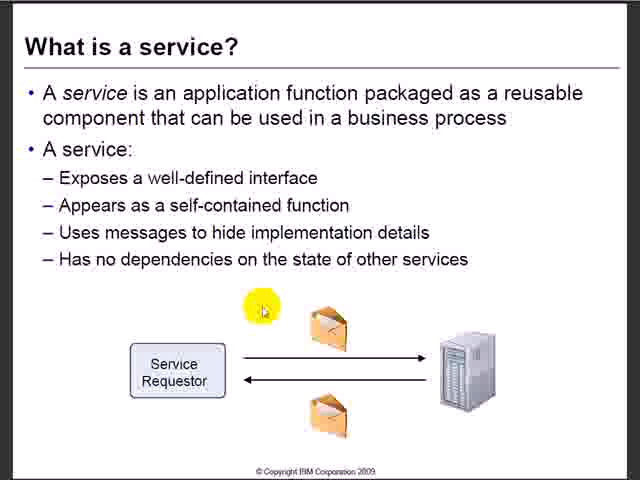 What is a service?
• A service is an application function packaged as a reusable
component that can be used in a business process
• A service:
– Exposes a well-defined interface
– Appears as a self-contained function
– Uses messages to hide implementation details
– Has no dependencies on the state of other services
Service
Requestor
© Copyright IBM Corporation 2009